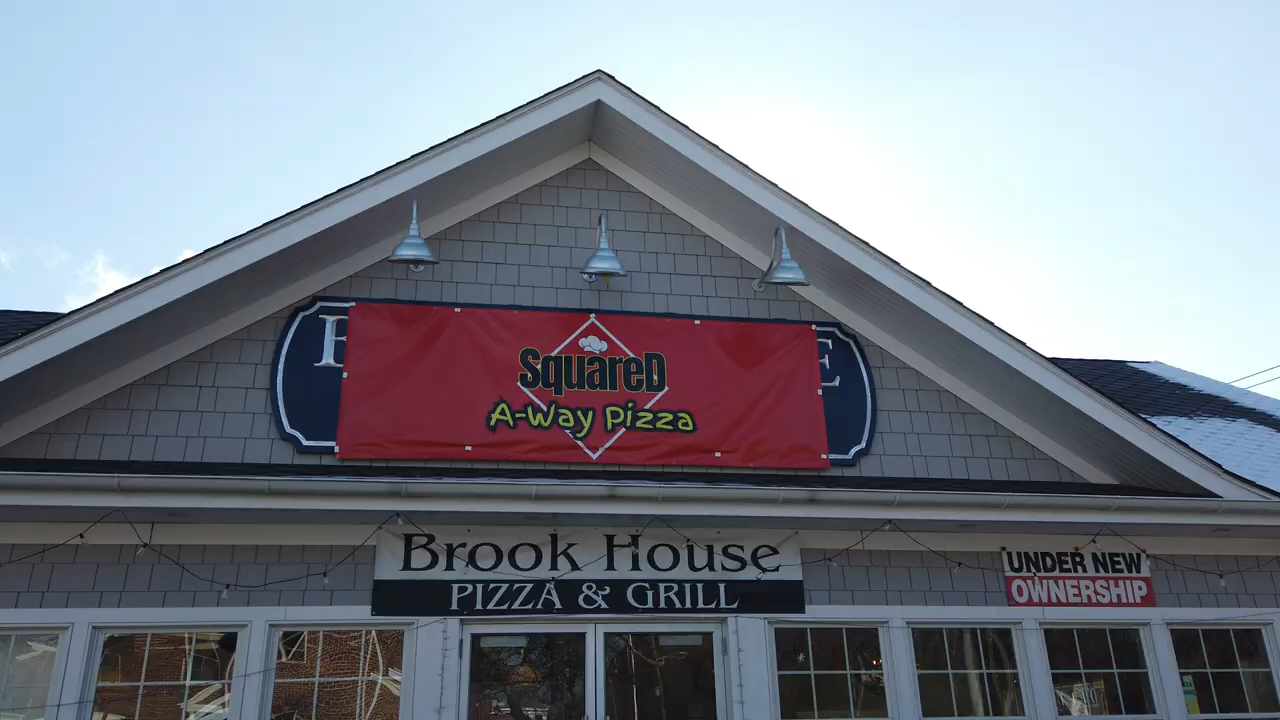 SquareD
A-Way Pizza
Brook House
PIZZA & GRILL
UNDER NEW
OWNERSHIP